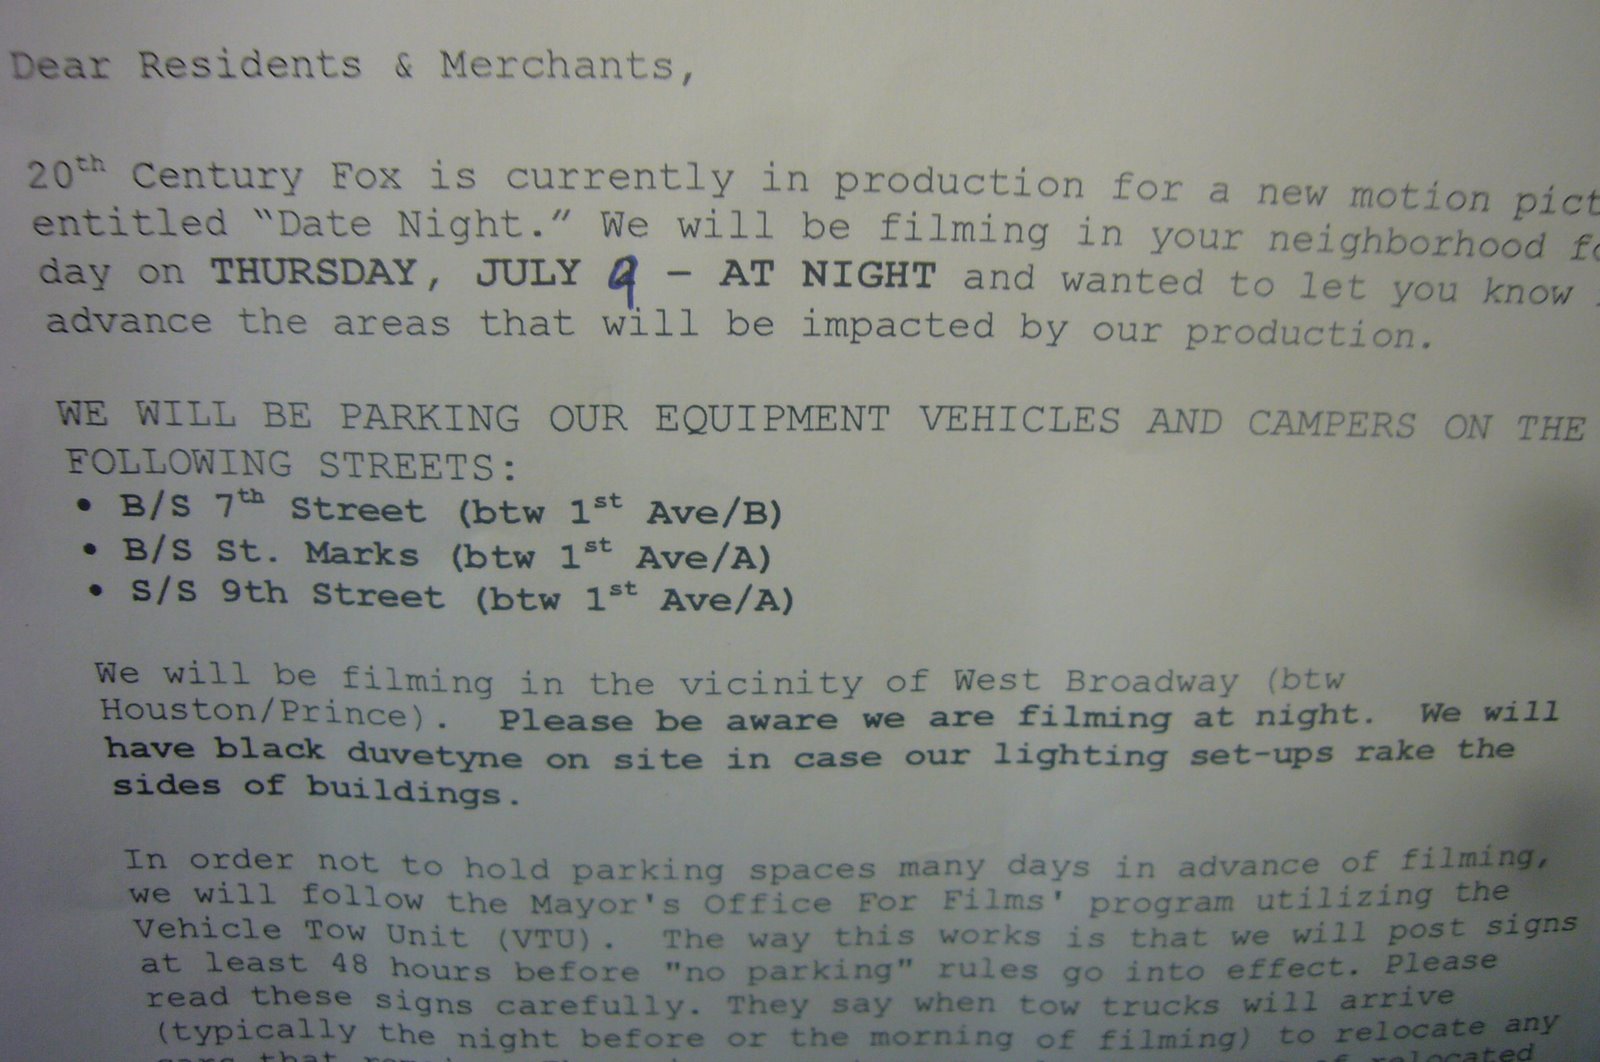 Dear Residents & Merchants,
20th Century Fox is currently in production for a new motion pict
entitled “Date Night.” We will be filming in your neighborhood fo
day on THURSDAY, JULY 9 – AT NIGHT and wanted to let you know
advance the areas that will be impacted by our production.
WE WILL BE PARKING OUR EQUIPMENT VEHICLES AND CAMPERS ON THE
FOLLOWING STREETS:
• B/S 7th Street (btw 1st Ave/B)
• B/S St. Marks (btw 1st Ave/A)
• S/S 9th Street (btw 1st Ave/A)
We will be filming in the vicinity of West Broadway (btw
Houston/Prince). Please be aware we are filming at night. We will
have black duvetyne on site in case our lighting set-ups rake the
sides of buildings.
In order not to hold parking spaces many days in advance of filming,
we will follow the Mayor's Office For Films' program utilizing the
Vehicle Tow Unit (VTU). The way this works is that we will post signs
at least 48 hours before "no parking" rules go into effect. Please
read these signs carefully. They say when tow trucks will arrive
(typically the night before or the morning of filming) to relocate any
cars that of relocated